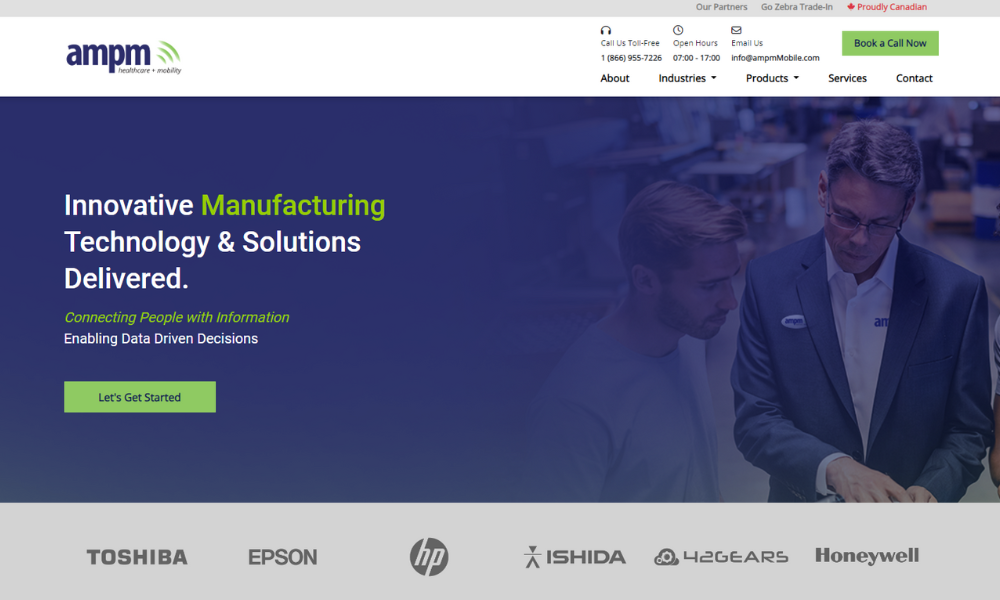 Our Partners Go Zebra Trade-In Proudly Canadian
ampm
healthcare + mobility
Call Us Toll-Free
1 (866) 955-7226
Open Hours
07:00 - 17:00
Email Us
info@ampmMobile.com
Book a Call Now
About Industries Products Services Contact
Innovative Manufacturing
Technology & Solutions
Delivered.
Connecting People with Information
Enabling Data Driven Decisions
Let's Get Started
ampm
am
TOSHIBA EPSON hp ISHIDA 42GEARS Honeywell